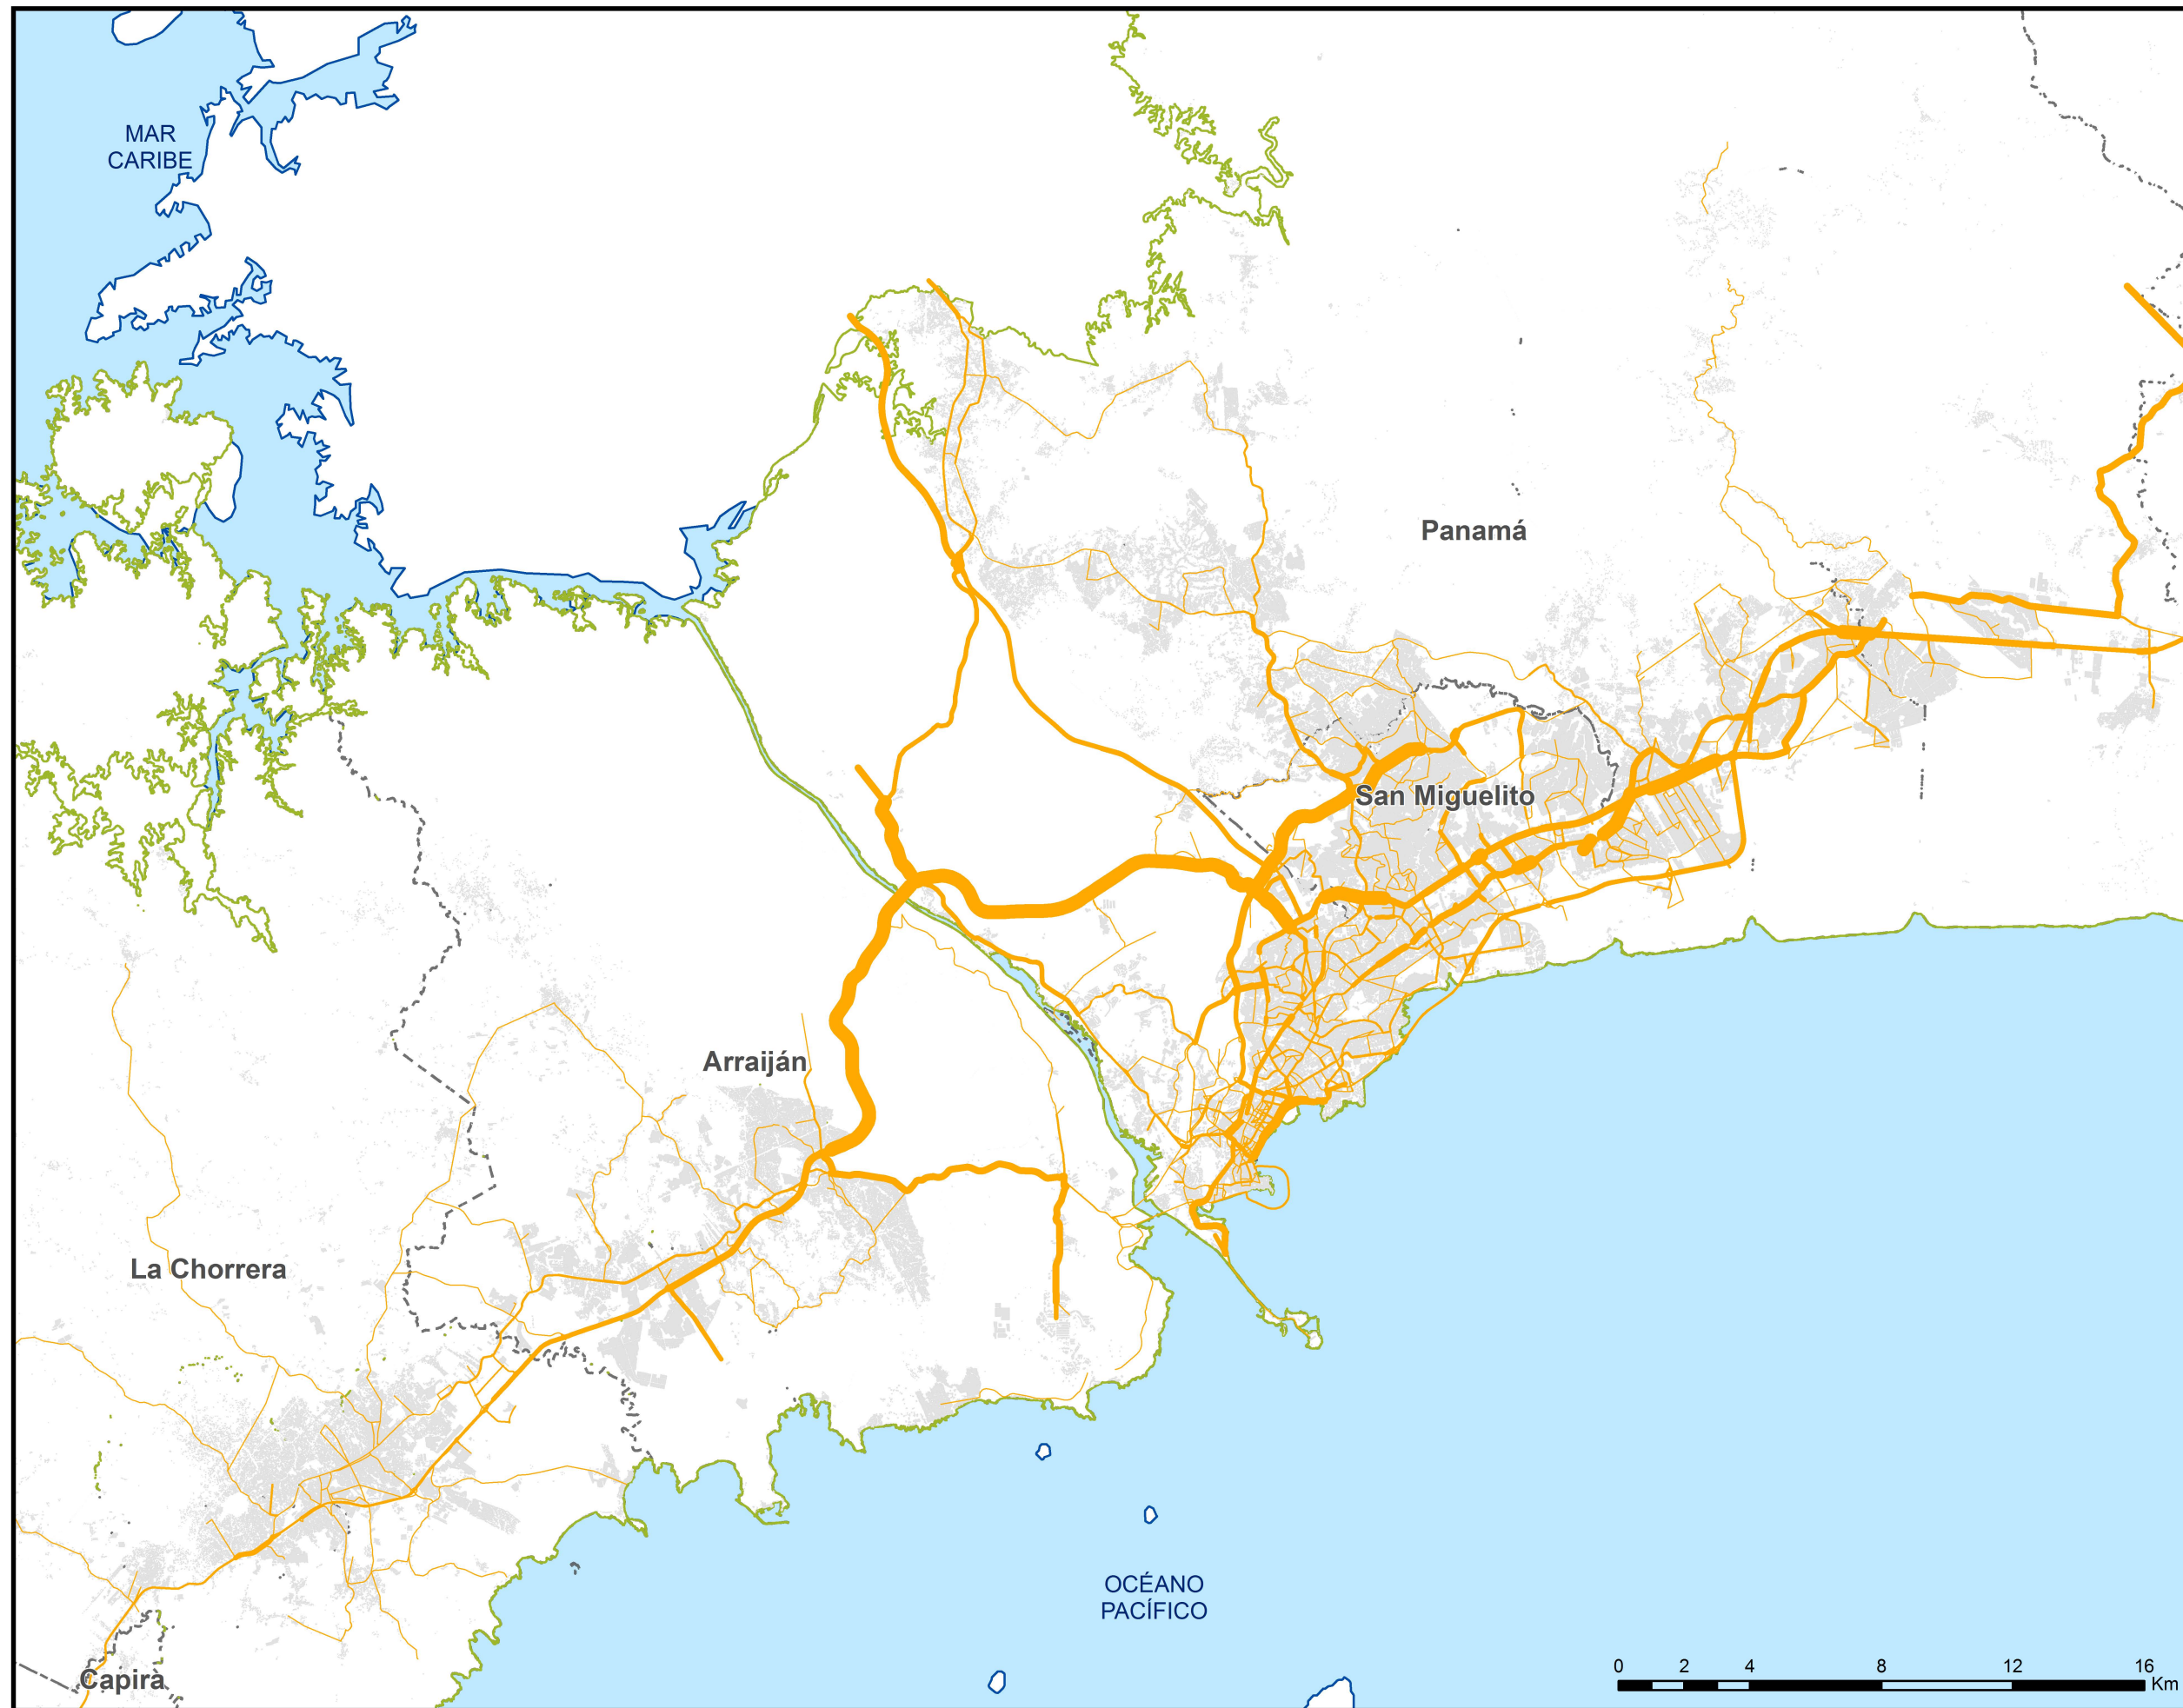 MAR
CARIBE
Panamá
San Miguelito
Arraiján
La Chorrera
OCÉANO
PACÍFICO
Capira
0 2 4 8 12 16
Km